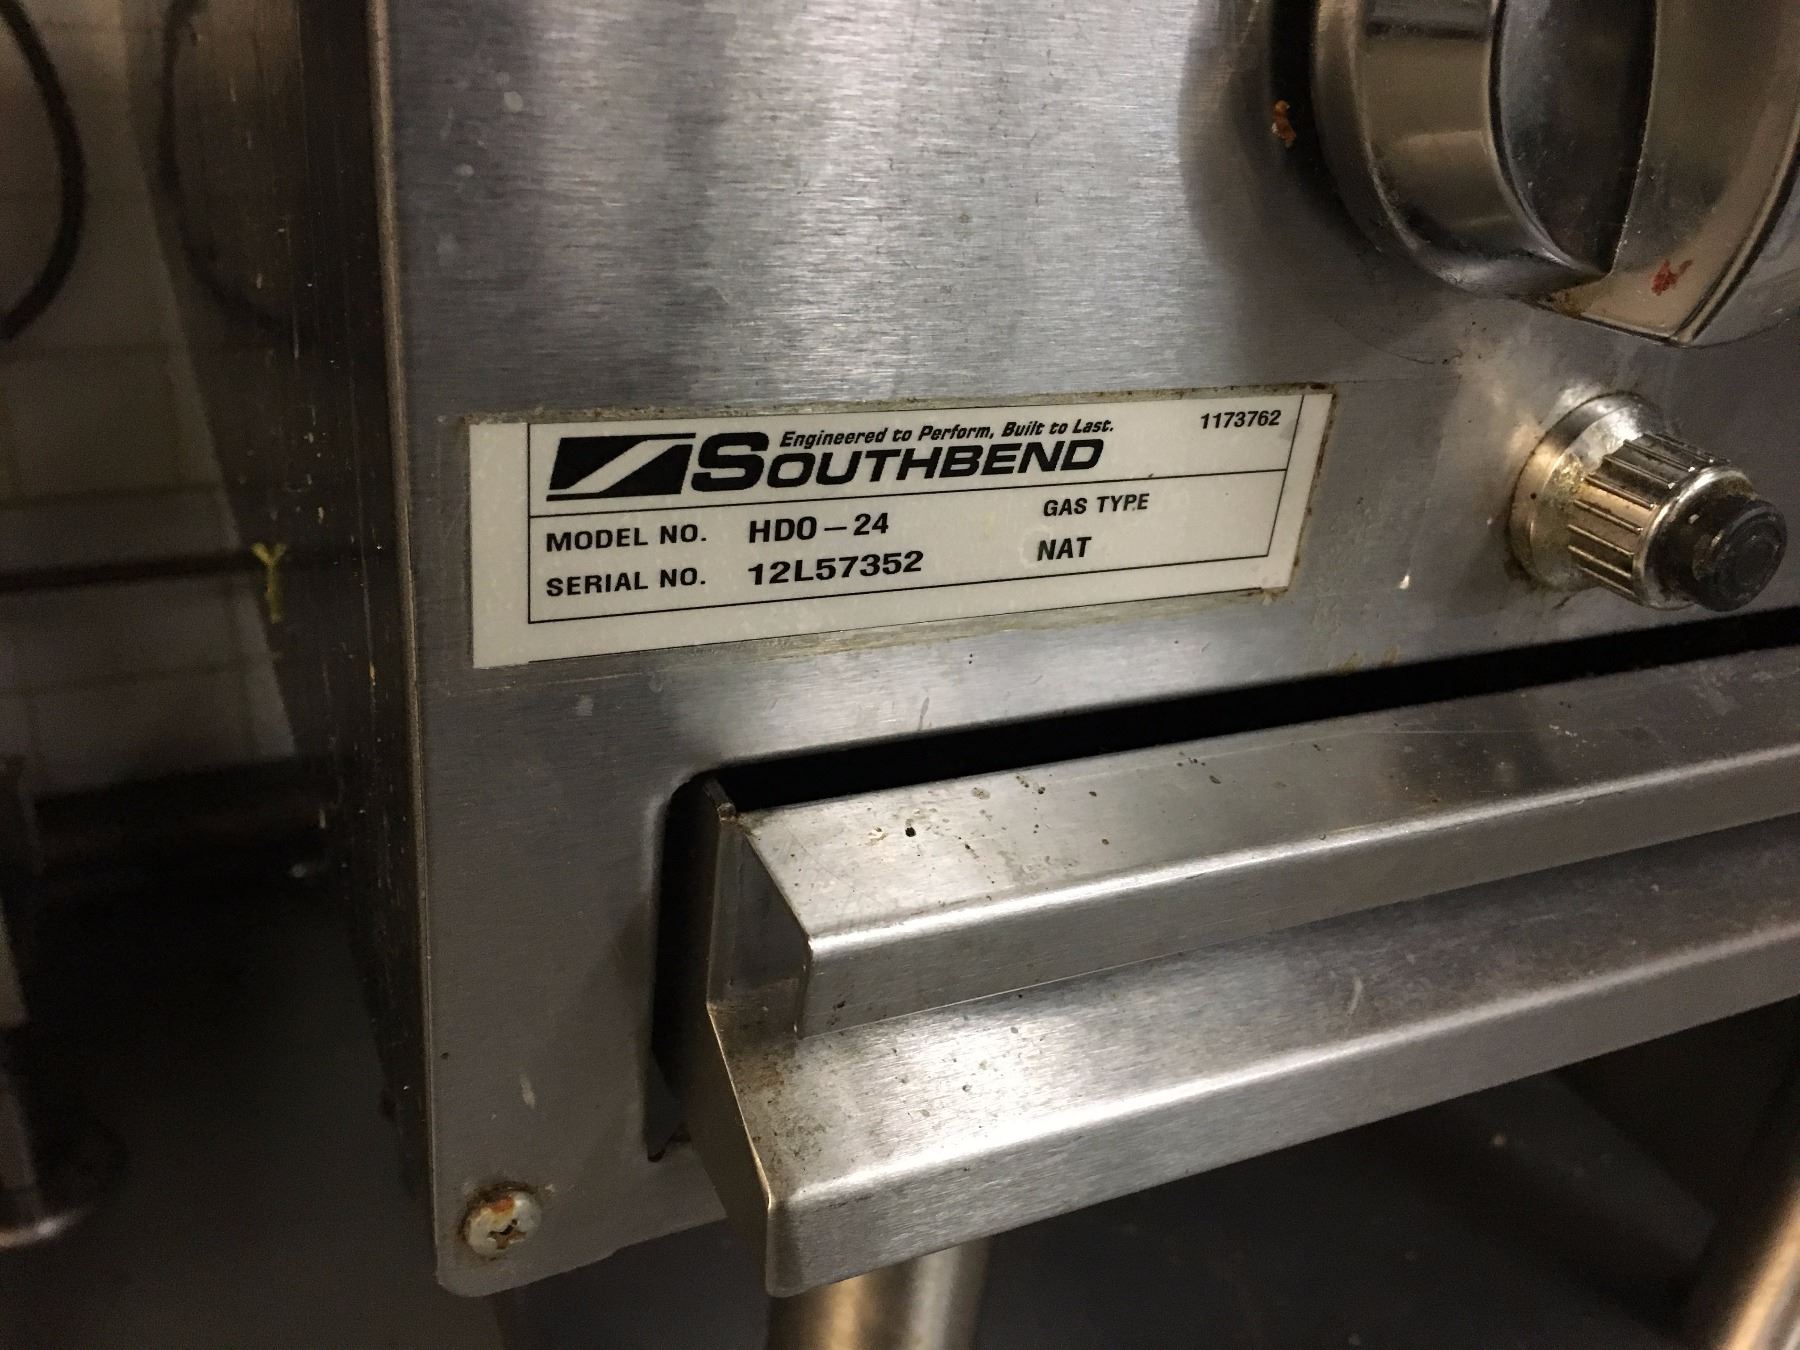 Engineered to Perform, Built to Last. 1173762
SOUTHBEND
MODEL NO. HDO-24 GAS TYPE
SERIAL NO. 12L57352 NAT